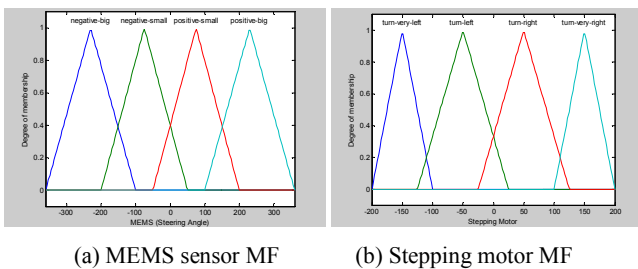 negative-big negative-small positive-small positive-big
1
0.8
0.6
0.4
0.2
0
Degree of membership
-300 -200 -100 0 100 200 300
MEMS (Steering Angle)
turn-very-left turn-left turn-right turn-very-right
1
0.8
0.6
0.4
0.2
0
Degree of membership
-200 -150 -100 -50 0 50 100 150 200
Stepping Motor
(a) MEMS sensor MF
(b) Stepping motor MF